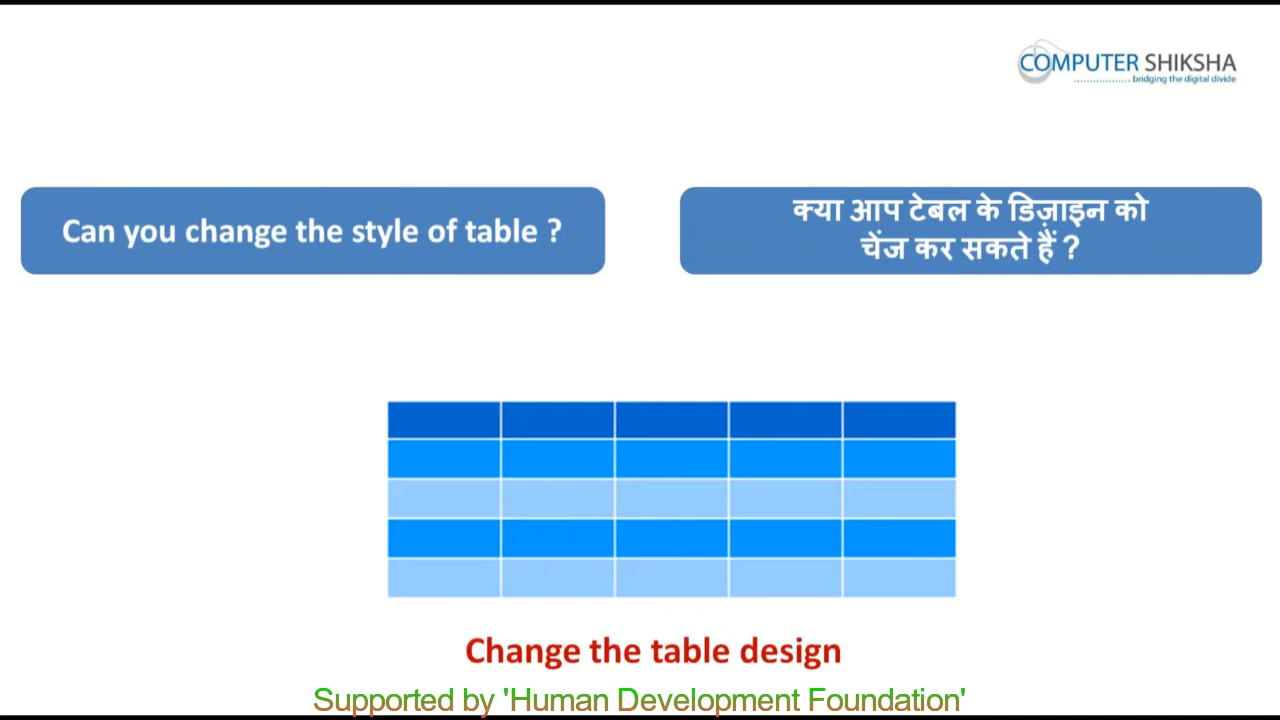 COMPUTER SHIKSHA
bridging the digital divide
Can you change the style of table ?
क्या आप टेबल के डिज़ाइन को
चेंज कर सकते हैं ?
Change the table design
Supported by 'Human Development Foundation'